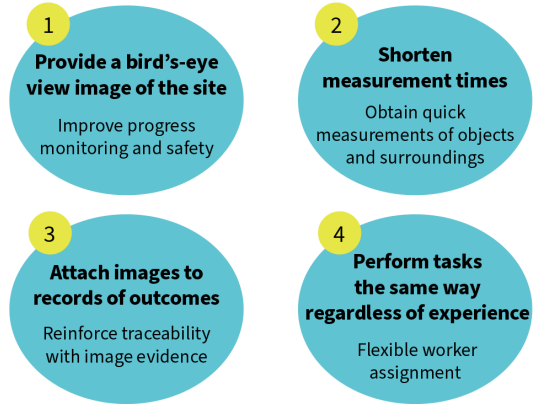 1
Provide a bird's-eye
view image of the site
Improve progress
monitoring and safety
2
Shorten
measurement times
Obtain quick
measurements of objects
and surroundings
3
Attach images to
records of outcomes
Reinforce traceability
with image evidence
4
Perform tasks
the same way
regardless of experience
Flexible worker
assignment